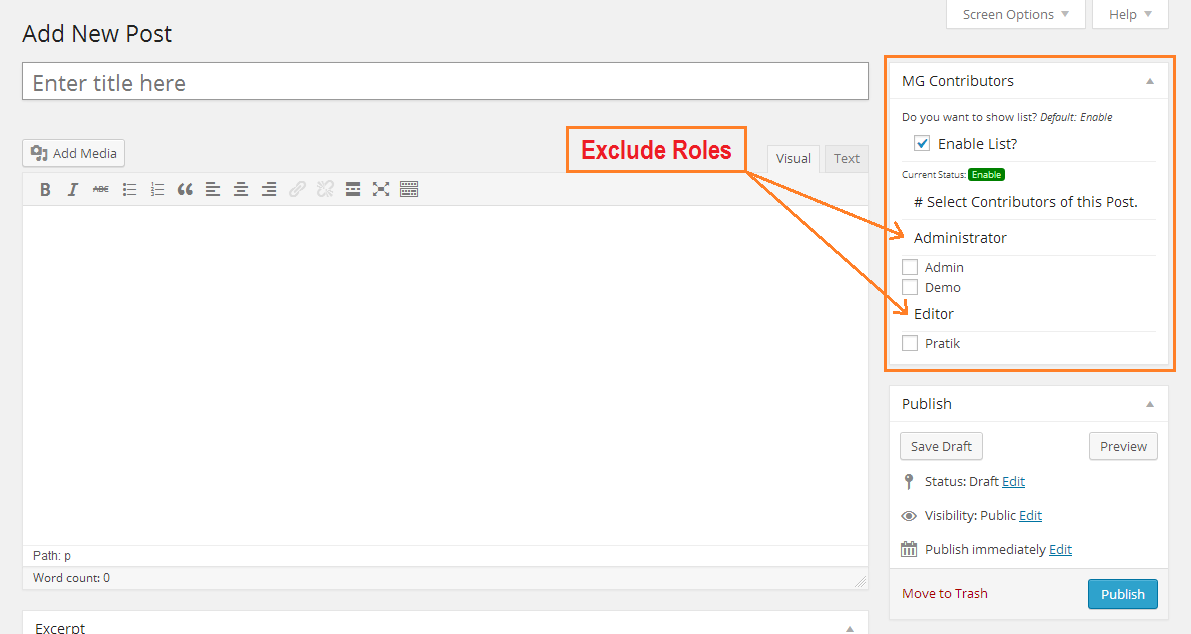 Screen Options
Help
Add New Post
Enter title here
Add Media
Exclude Roles
Visual
Text
B I ABC
Path: p
Word count: 0
Excerpt
MG Contributors
Do you want to show list? Default: Enable
Enable List?
Current Status: Enable
# Select Contributors of this Post.
Administrator
Admin
Demo
Editor
Pratik
Publish
Save Draft
Preview
Status: Draft Edit
Visibility: Public Edit
Publish immediately Edit
Move to Trash
Publish